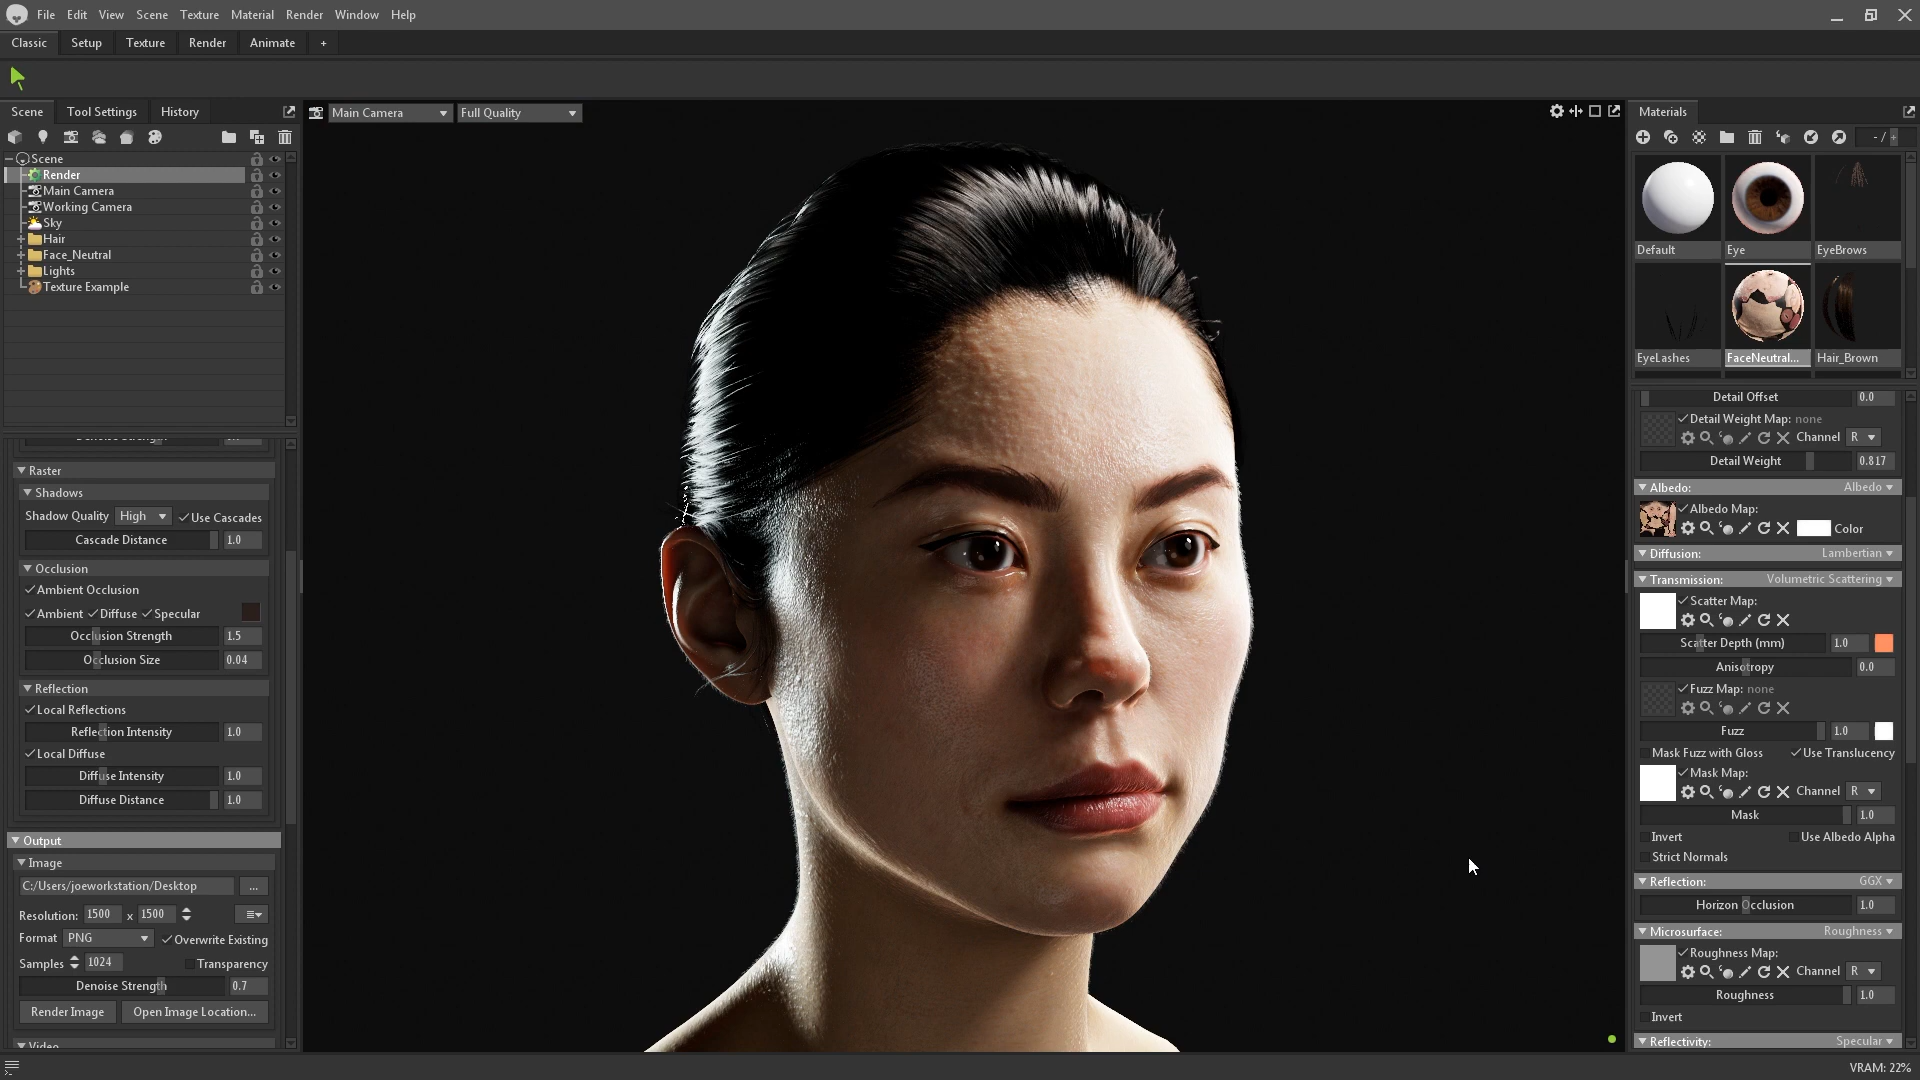 File Edit View Scene Texture Material Render Window Help
Classic Setup Texture Render Animate +
Scene Tool Settings History
Scene
Render
Main Camera
Working Camera
Sky
Hair
Face_Neutral
Lights
Texture Example
Raster
Shadows
Shadow Quality High Use Cascades
Cascade Distance 1.0
Occlusion
Ambient Occlusion
Ambient Diffuse Specular
Occlusion Strength 1.5
Occlusion Size 0.04
Reflection
Local Reflections
Reflection Intensity 1.0
Local Diffuse
Diffuse Intensity 1.0
Diffuse Distance 1.0
Output
Image
C:/Users/joeworkstation/Desktop ...
Resolution: 1500 x 1500
Format PNG Overwrite Existing
Samples 1024 Transparency
Denoise Strength 0.7
Render Image Open Image Location...
Video
Main Camera Full Quality
Materials
- / +
Default Eye EyeBrows
EyeLashes FaceNeutral... Hair_Brown
Detail Offset 0.0
Detail Weight Map: none
Channel R
Detail Weight 0.817
Albedo: Albedo
Albedo Map:
Color
Diffusion: Lambertian
Transmission: Volumetric Scattering
Scatter Map:
Scatter Depth (mm) 1.0
Anisotropy 0.0
Fuzz Map: none
Fuzz 1.0
Mask Fuzz with Gloss Use Translucency
Mask Map:
Channel R
Mask 1.0
Invert Use Albedo Alpha
Strict Normals
Reflection: GGX
Horizon Occlusion 1.0
Microsurface: Roughness
Roughness Map:
Channel R
Roughness 1.0
Invert
Reflectivity: Specular
VRAM: 22%